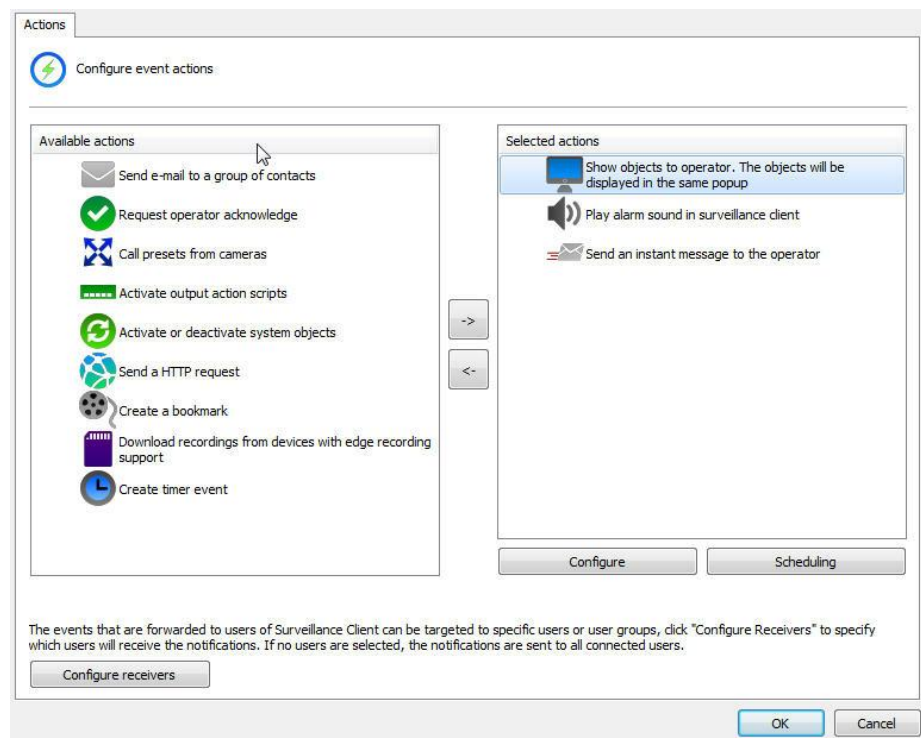 Actions
Configure event actions
Available actions
Send e-mail to a group of contacts
Request operator acknowledge
Call presets from cameras
Activate output action scripts
Activate or deactivate system objects
Send a HTTP request
Create a bookmark
Download recordings from devices with edge recording
support
Create timer event
->
<-
Selected actions
Show objects to operator. The objects will be
displayed in the same popup
Play alarm sound in surveillance client
Send an instant message to the operator
Configure
Scheduling
The events that are forwarded to users of Surveillance Client can be targeted to specific users or user groups, click "Configure Receivers" to specify
which users will receive the notifications. If no users are selected, the notifications are sent to all connected users.
Configure receivers
OK
Cancel